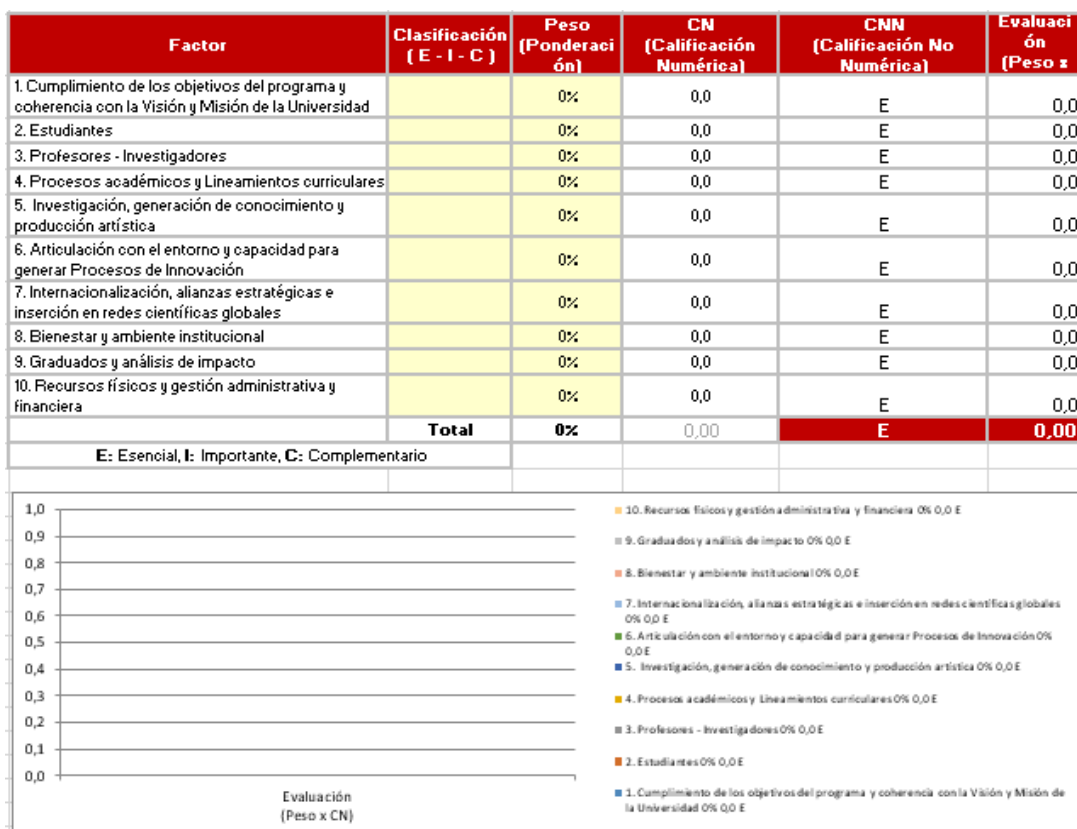 Factor
Clasificación
( E - I - C )
Peso
(Ponderaci
ón)
CN
(Calificación
Numérica)
CNN
(Calificación No
Numérica)
Evaluaci
ón
(Peso x
1. Cumplimiento de los objetivos del programa y
coherencia con la Visión y Misión de la Universidad
0%
0,0
E
0,0
2. Estudiantes
0%
0,0
E
0,0
3. Profesores - Investigadores
0%
0,0
E
0,0
4. Procesos académicos y Lineamientos curriculares
0%
0,0
E
0,0
5. Investigación, generación de conocimiento y
producción artística
0%
0,0
E
0,0
6. Articulación con el entorno y capacidad para
generar Procesos de Innovación
0%
0,0
E
0,0
7. Internacionalización, alianzas estratégicas e
inserción en redes científicas globales
0%
0,0
E
0,0
8. Bienestar y ambiente institucional
0%
0,0
E
0,0
9. Graduados y análisis de impacto
0%
0,0
E
0,0
10. Recursos físicos y gestión administrativa y
financiera
0%
0,0
E
0,0
Total
0%
0,00
E
0,00
E: Esencial, I: Importante, C: Complementario
1,0
0,9
0,8
0,7
0,6
0,5
0,4
0,3
0,2
0,1
0,0
Evaluación
(Peso x CN)
10. Recursos físicos y gestión administrativa y financiera 0% 0,0 E
9. Graduados y análisis de impacto 0% 0,0 E
8. Bienestar y ambiente institucional 0% 0,0 E
7. Internacionalización, alianzas estratégicas e inserción en redes científicas globales
0% 0,0 E
6. Articulación con el entorno y capacidad para generar Procesos de Innovación 0%
0,0 E
5. Investigación, generación de conocimiento y producción artística 0% 0,0 E
4. Procesos académicos y Lineamientos curriculares 0% 0,0 E
3. Profesores - Investigadores 0% 0,0 E
2. Estudiantes 0% 0,0 E
1. Cumplimiento de los objetivos del programa y coherencia con la Visión y Misión de
la Universidad 0% 0,0 E